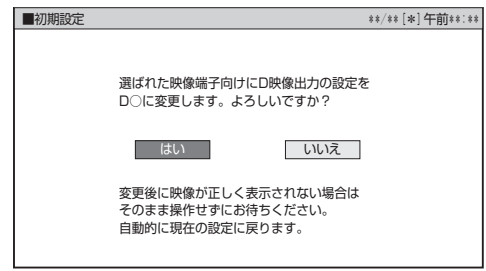 ■初期設定 **/**[*]午前**:**
選ばれた映像端子向けにD映像出力の設定を
D○に変更します。よろしいですか？
はい いいえ
変更後に映像が正しく表示されない場合は
そのまま操作せずにお待ちください。
自動的に現在の設定に戻ります。